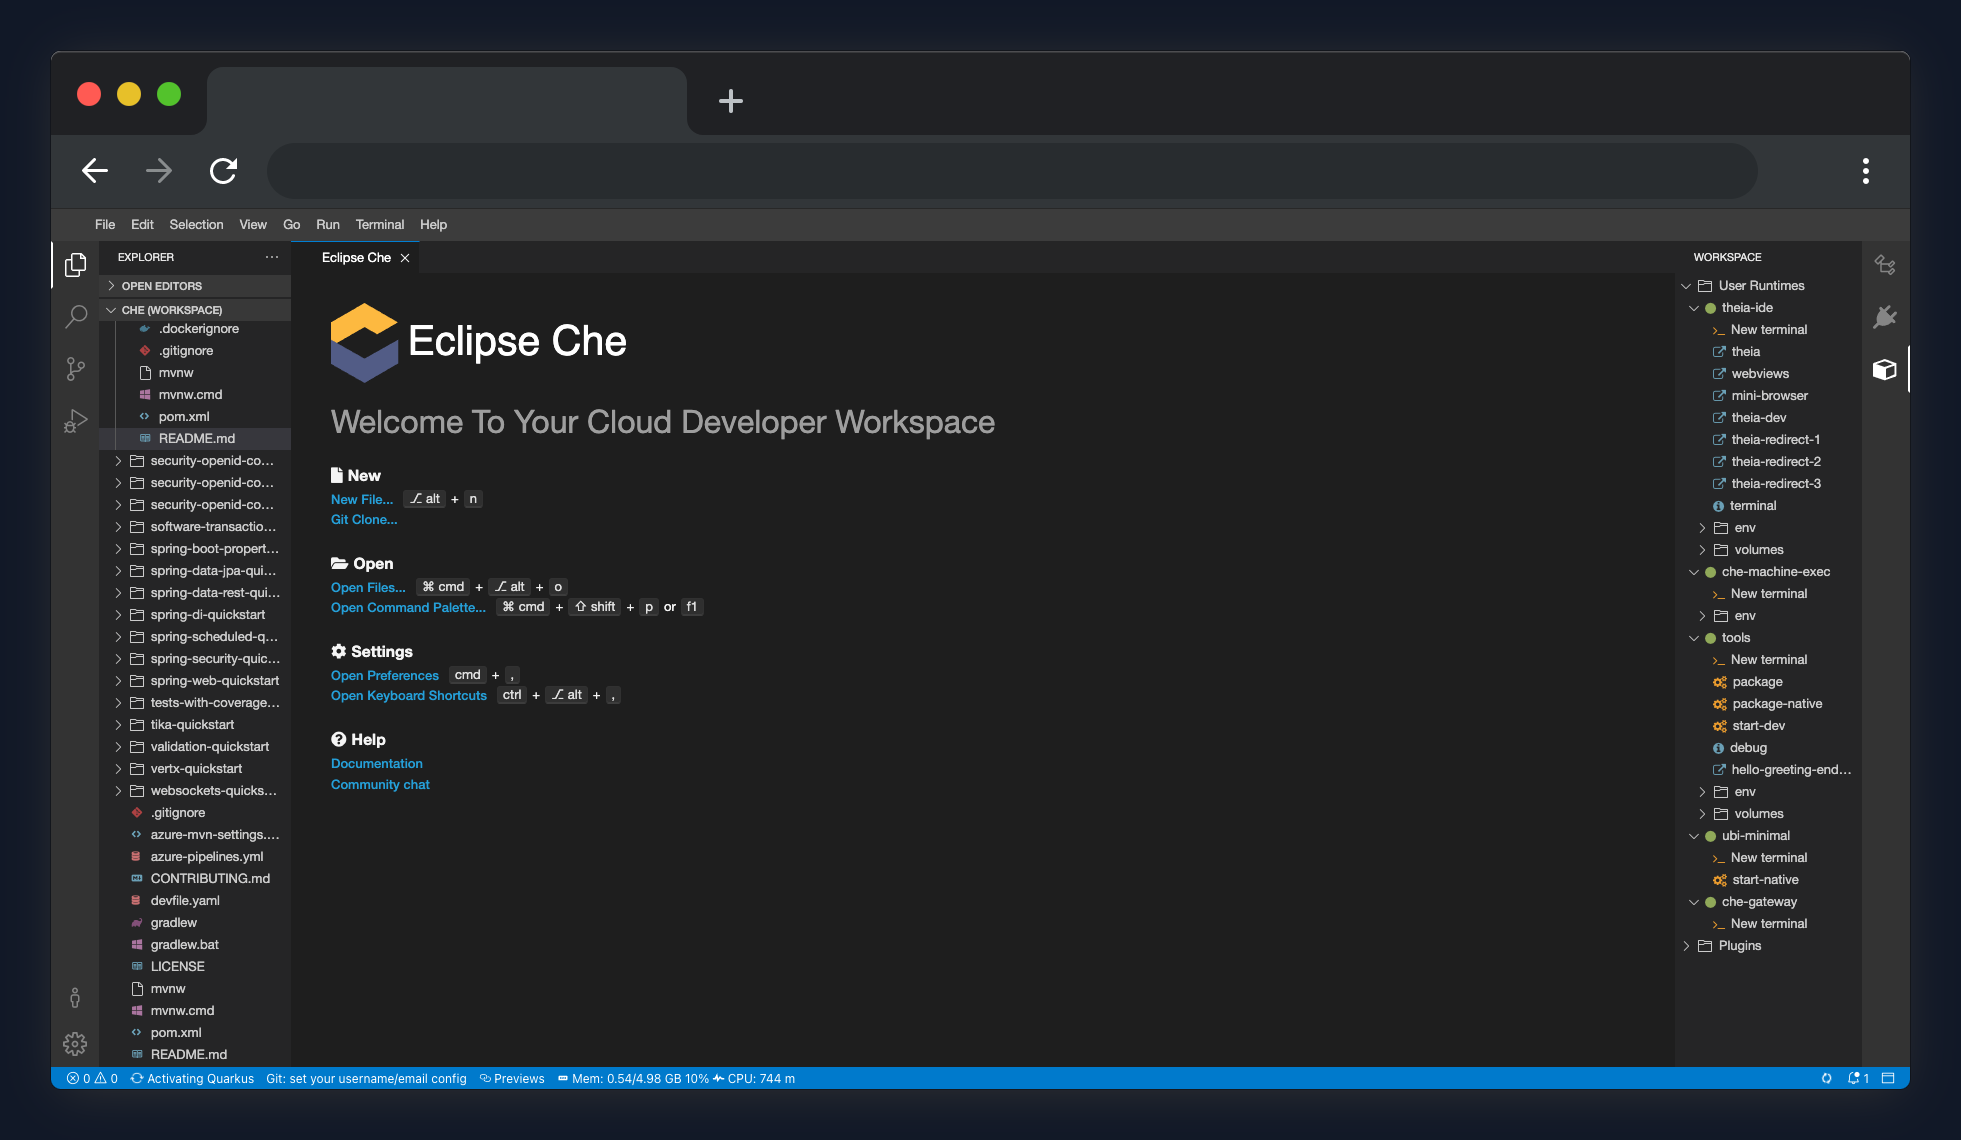 File Edit Selection View Go Run Terminal Help
EXPLORER
OPEN EDITORS
CHE (WORKSPACE)
.dockerignore
.gitignore
mvnw
mvnw.cmd
pom.xml
README.md
security-openid-co...
security-openid-co...
security-openid-co...
software-transactio...
spring-boot-propert...
spring-data-jpa-qui...
spring-data-rest-qui...
spring-di-quickstart
spring-scheduled-q...
spring-security-quic...
spring-web-quickstart
tests-with-coverage...
tika-quickstart
validation-quickstart
vertx-quickstart
websockets-quicks...
.gitignore
azure-mvn-settings....
azure-pipelines.yml
CONTRIBUTING.md
devfile.yaml
gradlew
gradlew.bat
LICENSE
mvnw
mvnw.cmd
pom.xml
README.md
Eclipse Che
Eclipse Che
Welcome To Your Cloud Developer Workspace
New
New File... ⌥ alt + n
Git Clone...
Open
Open Files... ⌘ cmd + ⌥ alt + o
Open Command Palette... ⌘ cmd + ⇧ shift + p or f1
Settings
Open Preferences cmd + ,
Open Keyboard Shortcuts ctrl + ⌥ alt + ,
Help
Documentation
Community chat
WORKSPACE
User Runtimes
theia-ide
New terminal
theia
webviews
mini-browser
theia-dev
theia-redirect-1
theia-redirect-2
theia-redirect-3
terminal
env
volumes
che-machine-exec
New terminal
env
tools
New terminal
package
package-native
start-dev
debug
hello-greeting-end...
env
volumes
ubi-minimal
New terminal
start-native
che-gateway
New terminal
Plugins
0 0 Activating Quarkus Git: set your username/email config Previews Mem: 0.54/4.98 GB 10% CPU: 744 m 1